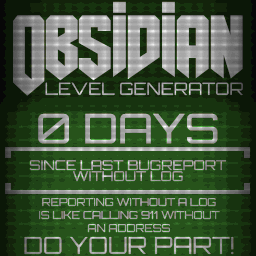 OBSIDIAN
LEVEL GENERATOR
0 DAYS
SINCE LAST BUGREPORT
WITHOUT LOG
REPORTING WITHOUT A LOG
IS LIKE CALLING 911 WITHOUT
AN ADDRESS
DO YOUR PART!